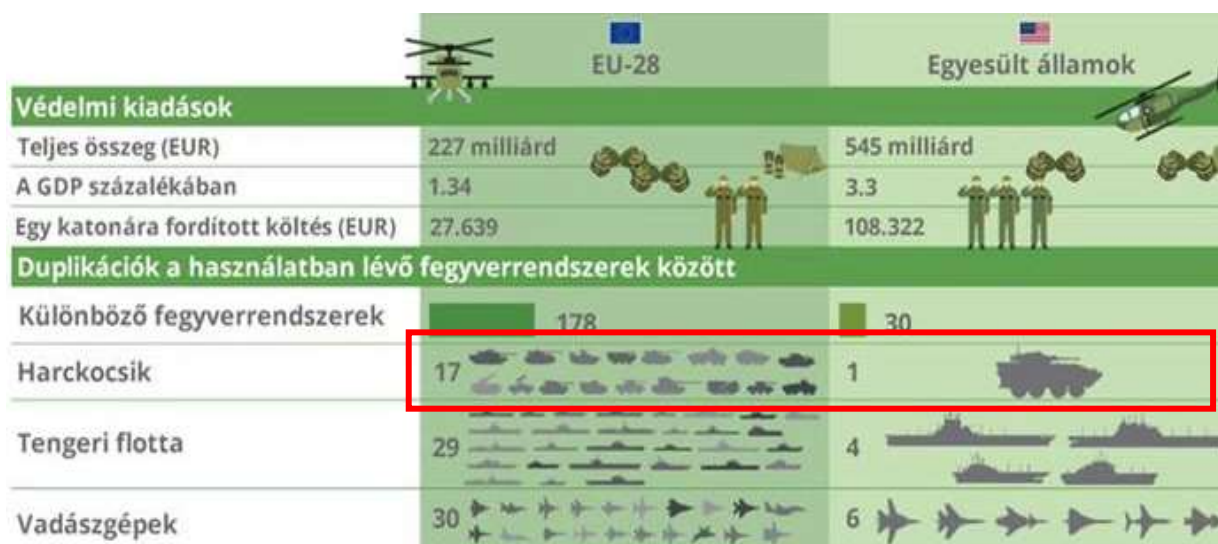 EU-28 Egyesült államok
Védelmi kiadások
Teljes összeg (EUR) 227 milliárd 545 milliárd
A GDP százalékában 1.34 3.3
Egy katonára fordított költés (EUR) 27.639 108.322
Duplikációk a használatban lévő fegyverrendszerek között
Különböző fegyverrendszerek 178 30
Harckocsik 17 1
Tengeri flotta 29 4
Vadászgépek 30 6